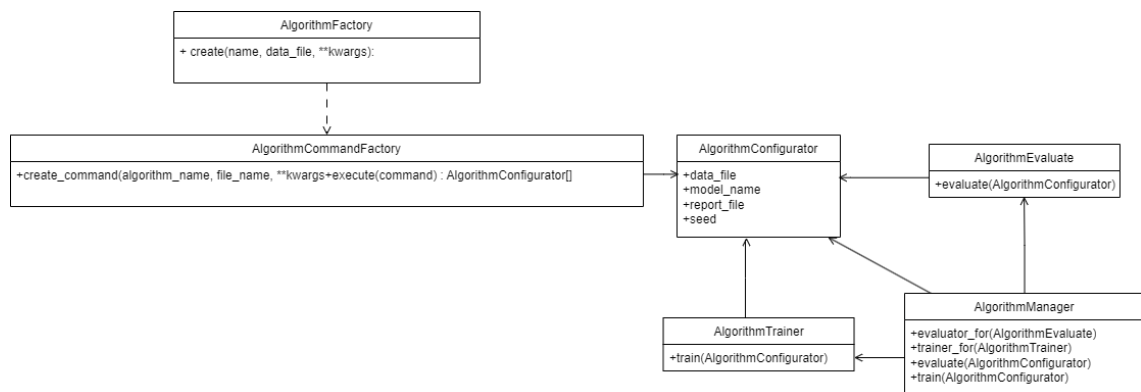 AlgorithmFactory
+ create(name, data_file, **kwargs):
AlgorithmCommandFactory
+create_command(algorithm_name, file_name, **kwargs+execute(command) : AlgorithmConfigurator[]
AlgorithmConfigurator
+data_file
+model_name
+report_file
+seed
AlgorithmEvaluate
+evaluate(AlgorithmConfigurator)
AlgorithmTrainer
+train(AlgorithmConfigurator)
AlgorithmManager
+evaluator_for(AlgorithmEvaluate)
+trainer_for(AlgorithmTrainer)
+evaluate(AlgorithmConfigurator)
+train(AlgorithmConfigurator)